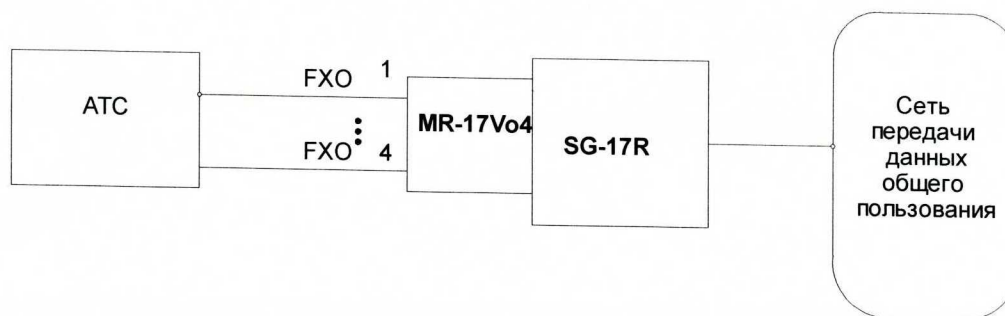 АТС
FXO 1
FXO 4
MR-17Vo4
SG-17R
Сеть
передачи
данных
общего
пользования